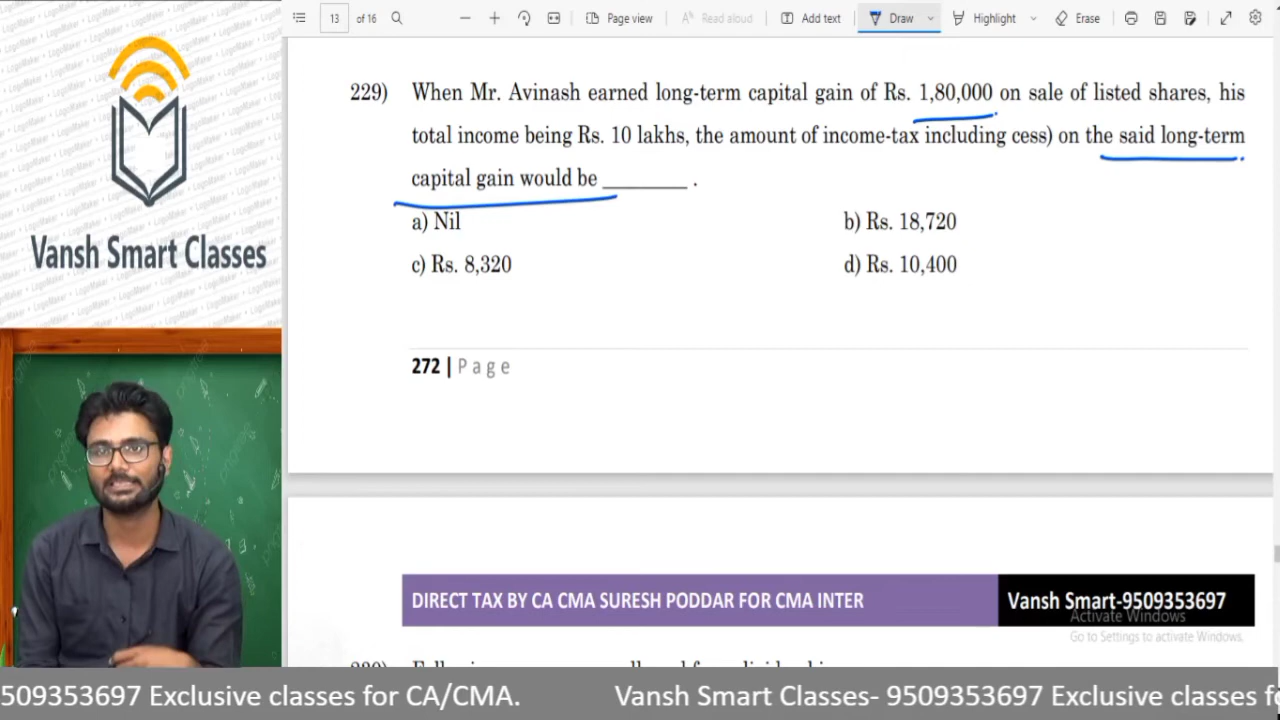 13 of 16
Page view
Read aloud
Add text
Draw
Highlight
Erase
229) When Mr. Avinash earned long-term capital gain of Rs. 1,80,000 on sale of listed shares, his
total income being Rs. 10 lakhs, the amount of income-tax including cess) on the said long-term
capital gain would be ________ .
a) Nil
b) Rs. 18,720
c) Rs. 8,320
d) Rs. 10,400
272 | P a g e
Vansh Smart Classes
DIRECT TAX BY CA CMA SURESH PODDAR FOR CMA INTER
Vansh Smart-9509353697
Activate Windows
Go to Settings to activate Windows.
509353697 Exclusive classes for CA/CMA. Vansh Smart Classes- 9509353697 Exclusive classes fo